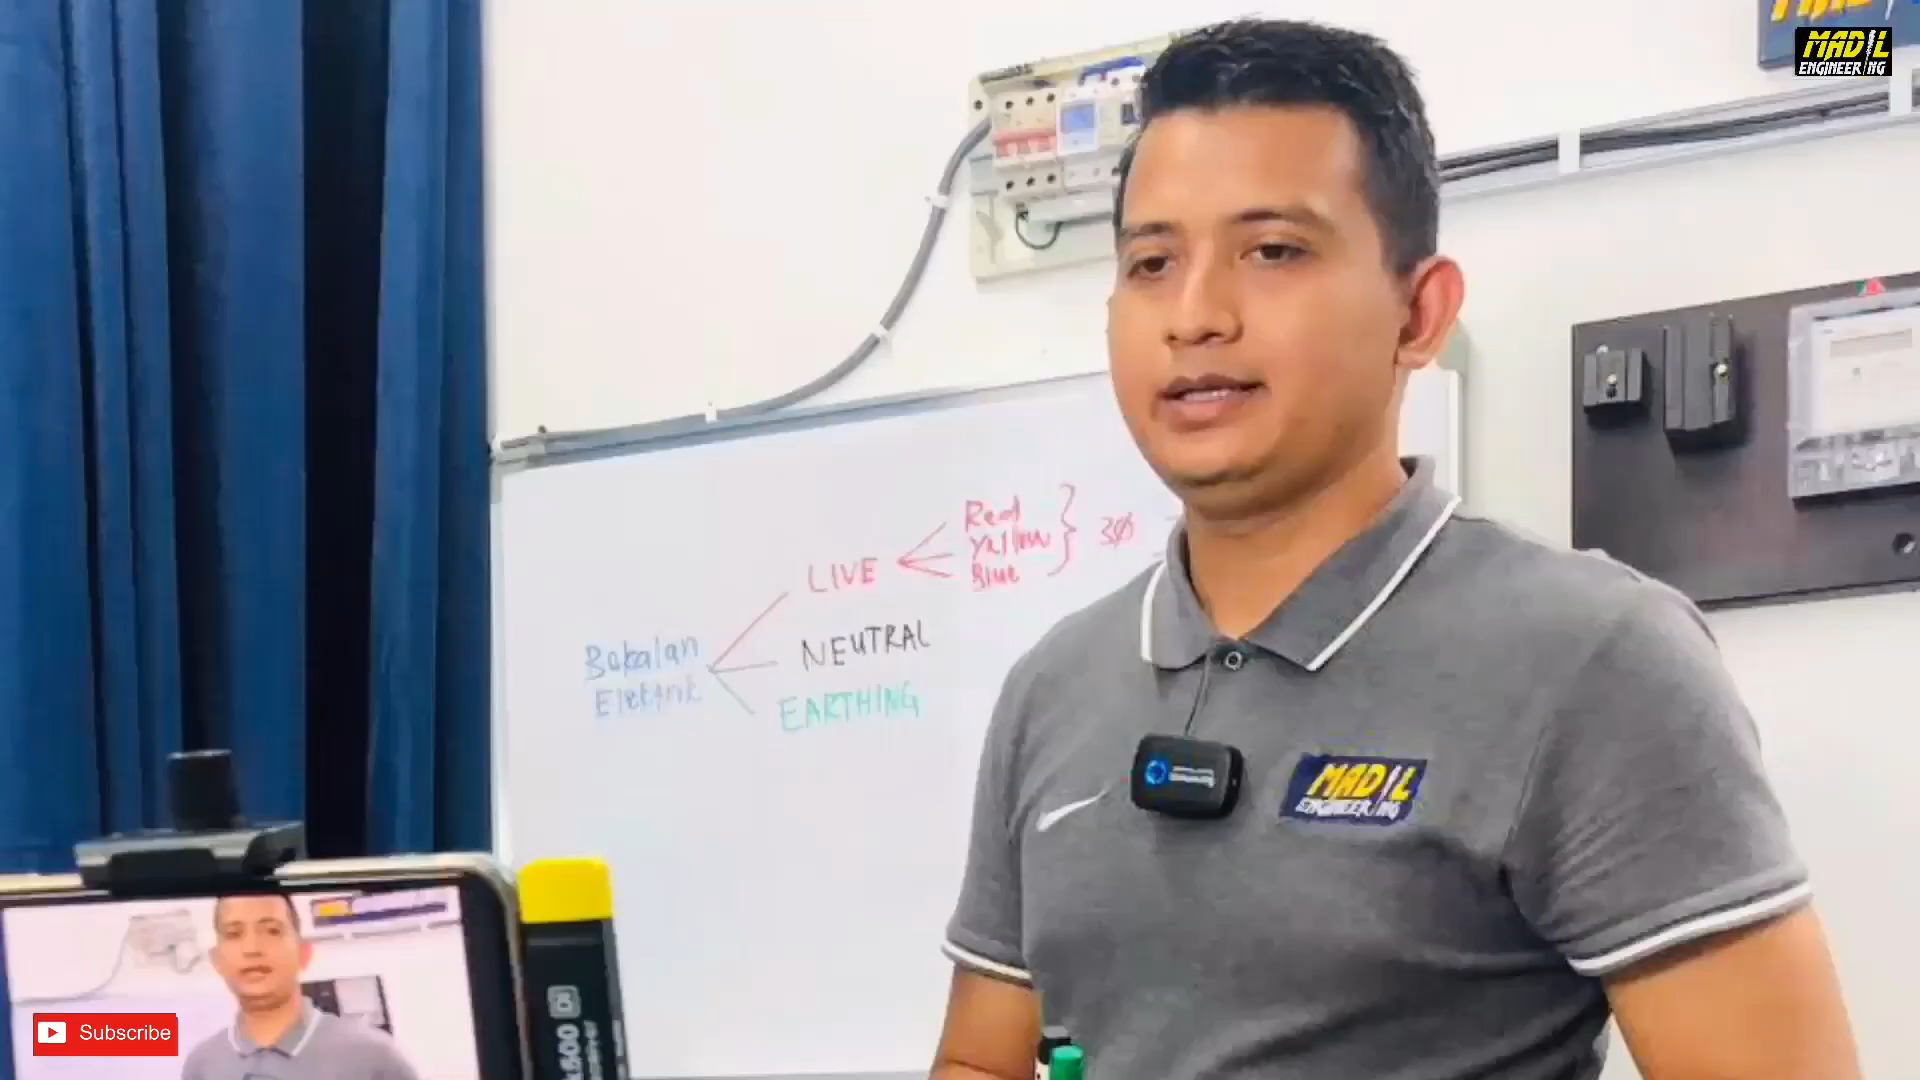 MADIL
ENGINEERING
Red
Yellow
Blue
3Ø
LIVE
NEUTRAL
EARTHING
Bekalan
Elektrik
MADIL
ENGINEERING
Subscribe